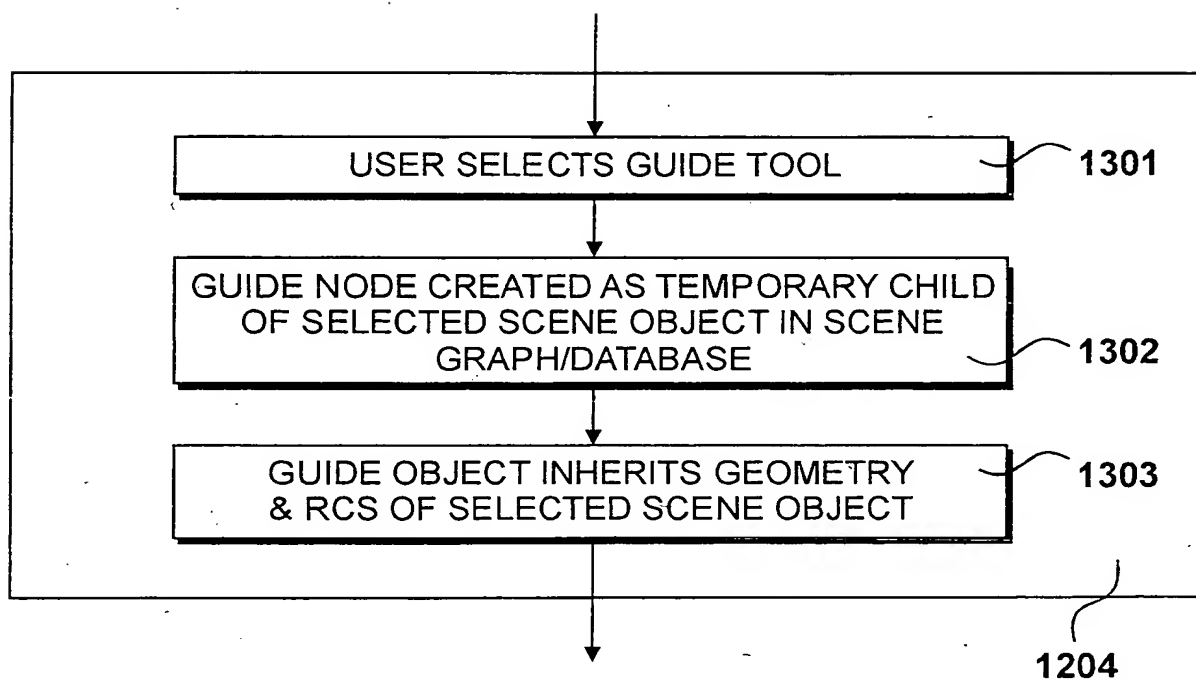 USER SELECTS GUIDE TOOL
1301
GUIDE NODE CREATED AS TEMPORARY CHILD
OF SELECTED SCENE OBJECT IN SCENE
GRAPH/DATABASE
1302
GUIDE OBJECT INHERITS GEOMETRY
& RCS OF SELECTED SCENE OBJECT
1303
1204